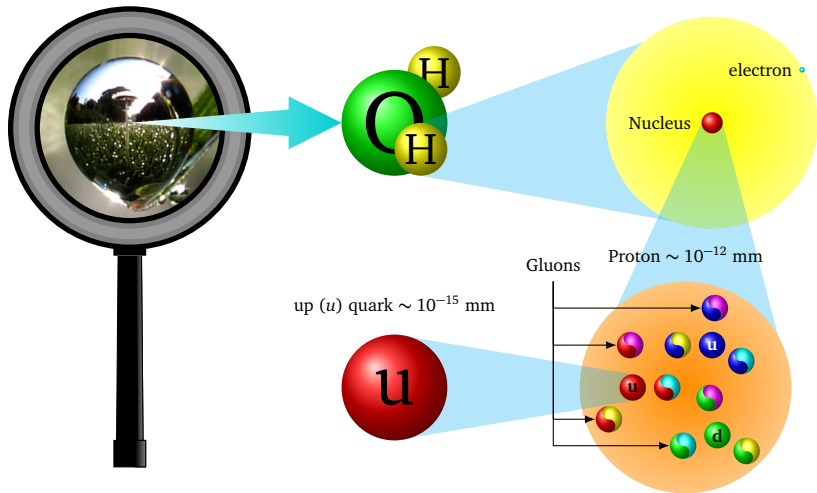 H
O
H
electron
Nucleus
Proton ∼ 10⁻¹² mm
Gluons
up (u) quark ∼ 10⁻¹⁵ mm
u
u
u
d